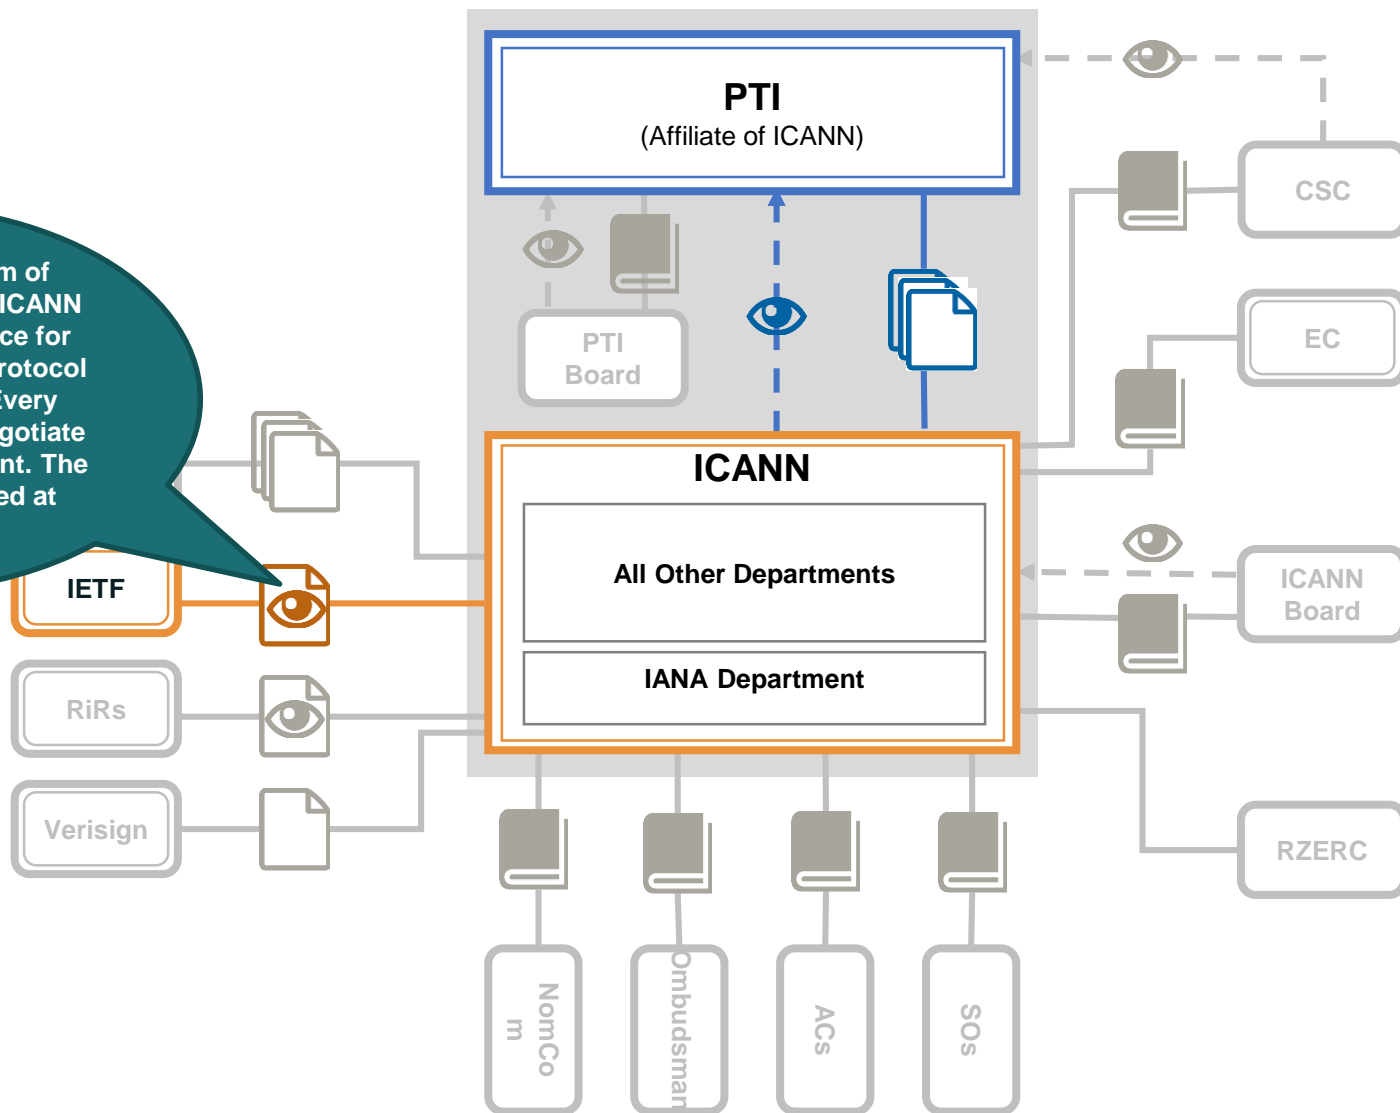 PTI
(Affiliate of ICANN)
CSC
m of
ICANN
ce for
rotocol
Every
gotiate
nt. The
ed at
PTI
Board
EC
ICANN
All Other Departments
IANA Department
IETF
ICANN
Board
RiRs
Verisign
RZERC
NomCo
m
Ombudsman
ACs
SOs